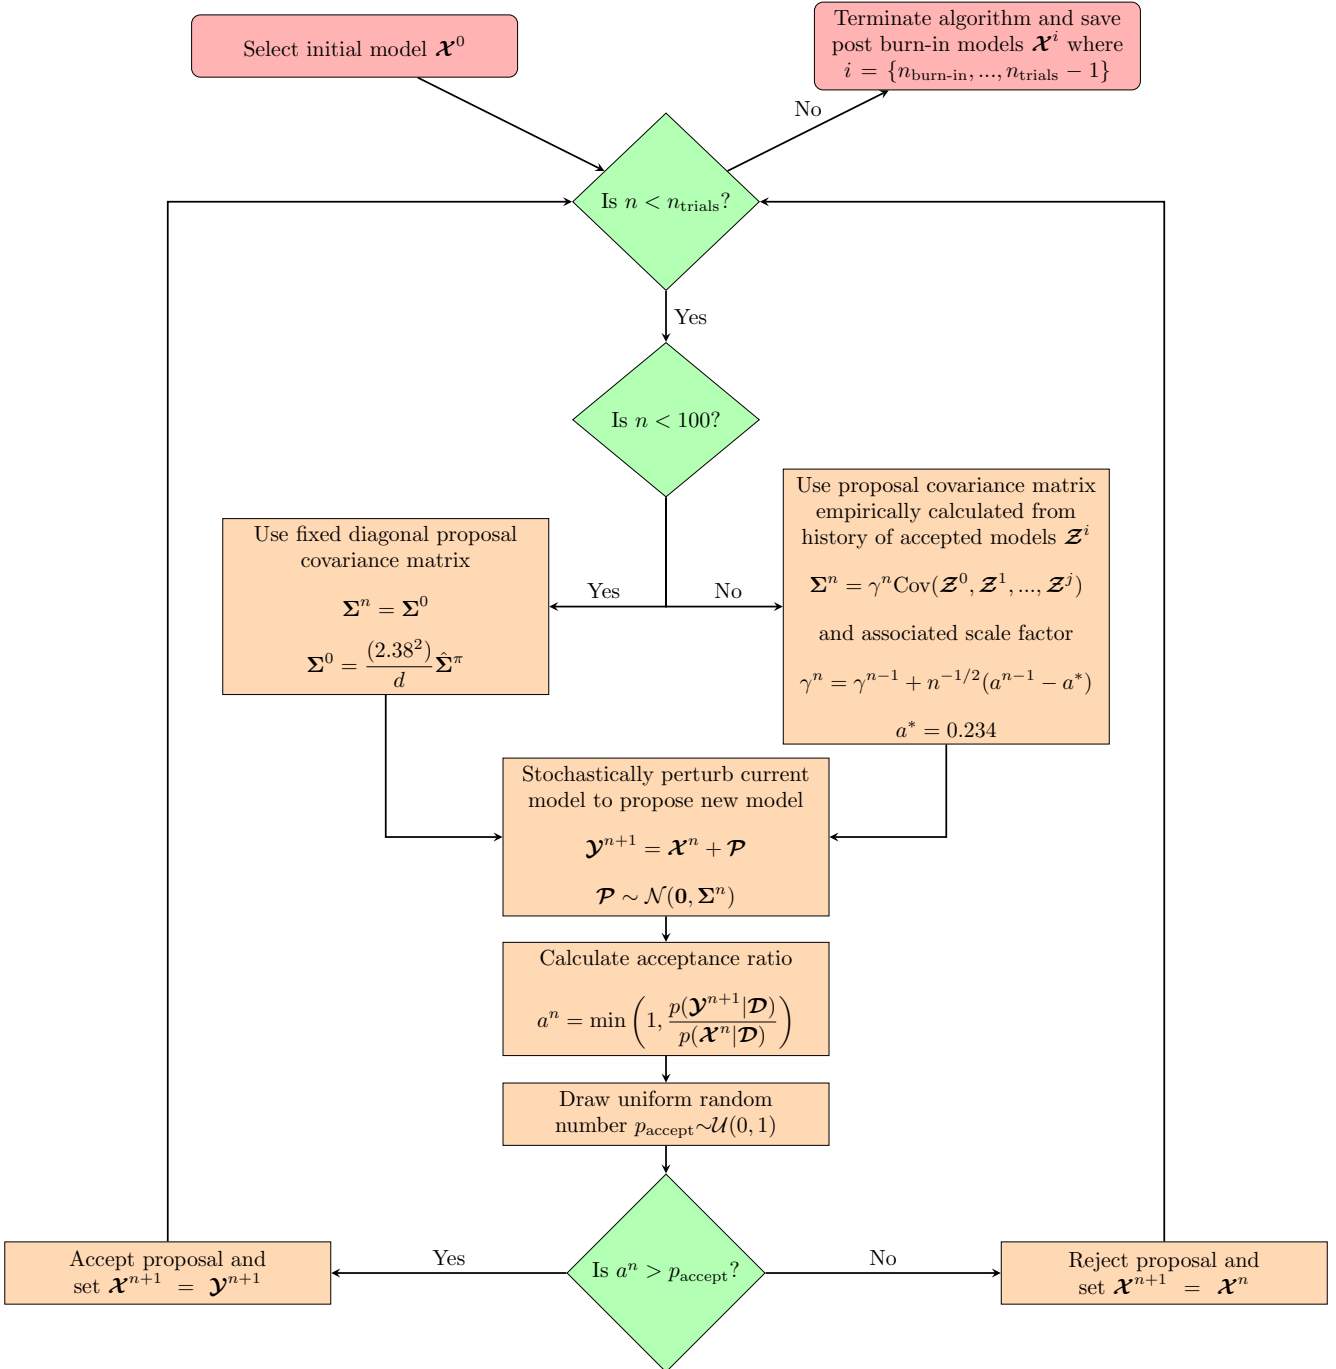 Select initial model 𝓧⁰
Terminate algorithm and save
post burn-in models 𝓧ⁱ where
i = {n_burn-in, ..., n_trials − 1}
No
Is n < n_trials?
Yes
Is n < 100?
Use proposal covariance matrix
empirically calculated from
history of accepted models 𝓩ⁱ
Σⁿ = γⁿCov(𝓩⁰, 𝓩¹, ..., 𝓩ʲ)
and associated scale factor
γⁿ = γⁿ⁻¹ + n^{−1/2}(aⁿ⁻¹ − a*)
a* = 0.234
Use fixed diagonal proposal
covariance matrix
Σⁿ = Σ⁰
Σ⁰ = (2.38²)/d Σ̂^π
Yes
No
Stochastically perturb current
model to propose new model
𝓨ⁿ⁺¹ = 𝓧ⁿ + 𝓟
𝓟 ∼ 𝒩(0, Σⁿ)
Calculate acceptance ratio
aⁿ = min(1, p(𝓨ⁿ⁺¹|𝓓)/p(𝓧ⁿ|𝓓))
Draw uniform random
number p_accept∼𝒰(0, 1)
Is aⁿ > p_accept?
Yes
No
Accept proposal and
set 𝓧ⁿ⁺¹ = 𝓨ⁿ⁺¹
Reject proposal and
set 𝓧ⁿ⁺¹ = 𝓧ⁿ